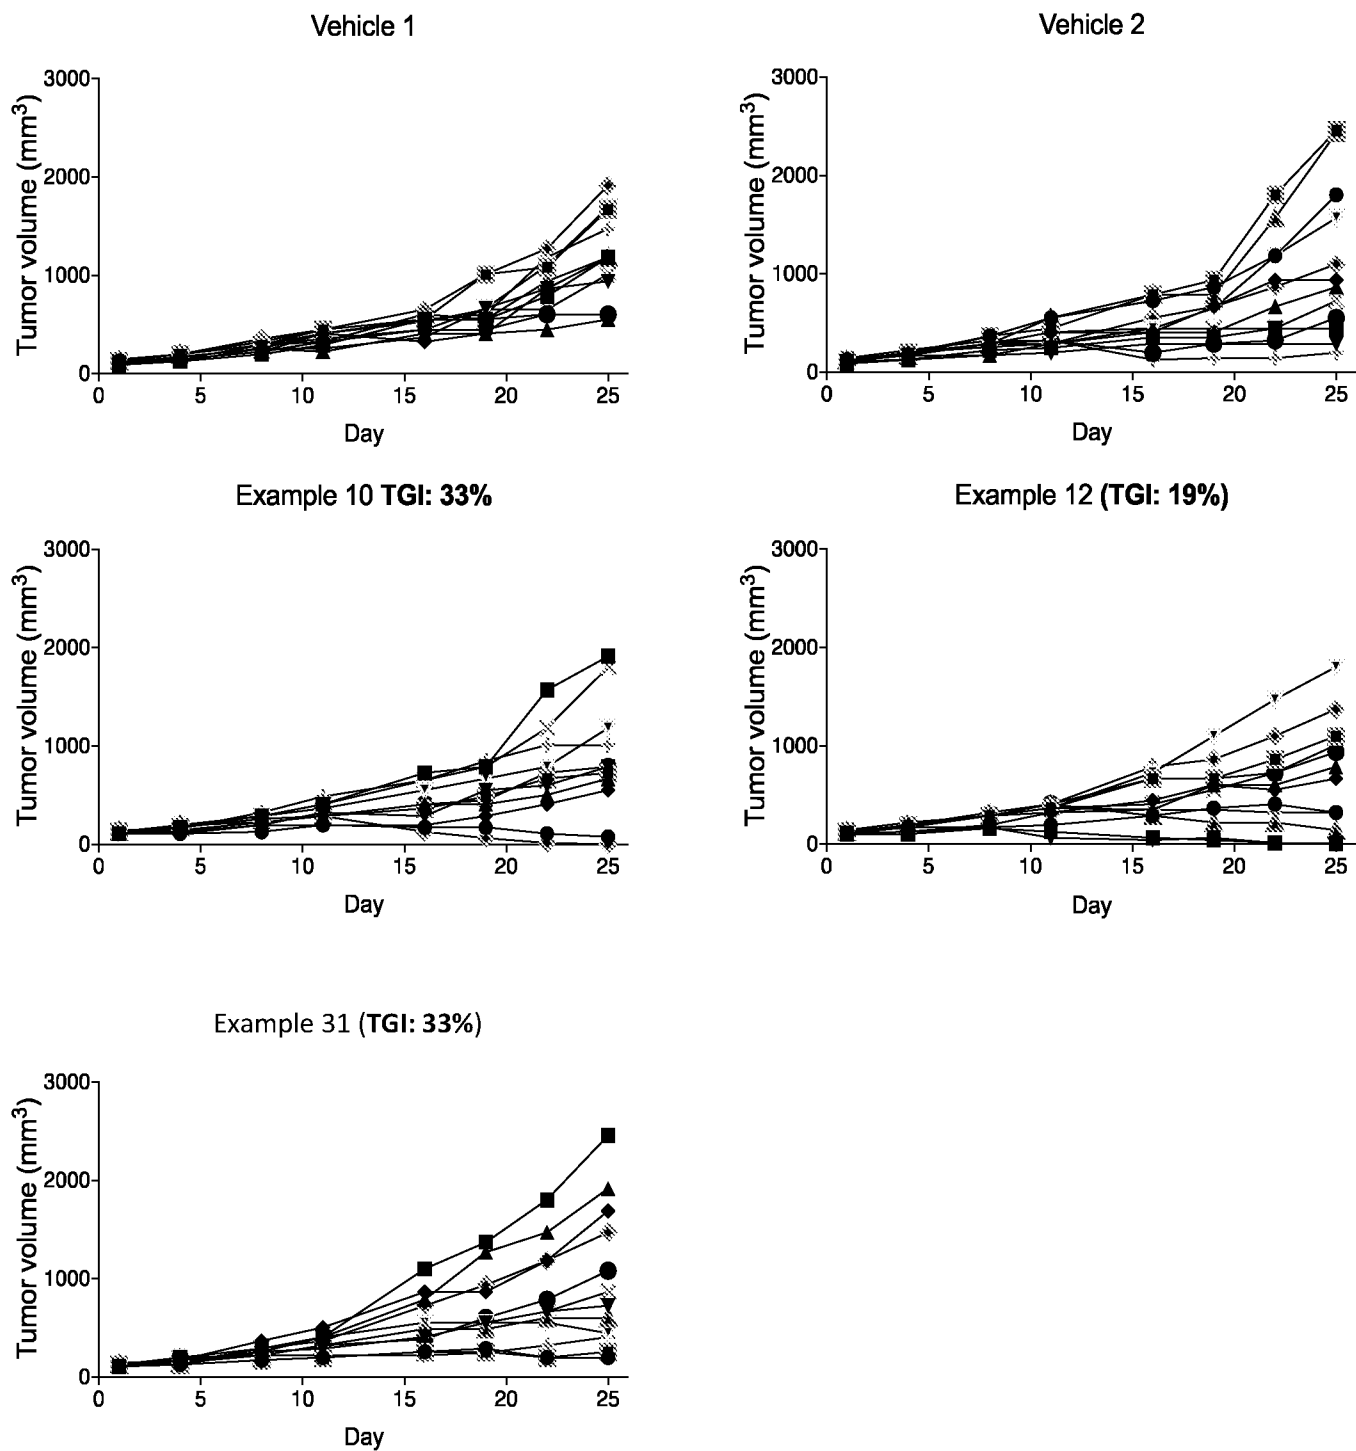 Vehicle 1
3000
2000
1000
0
Tumor volume (mm³)
0 5 10 15 20 25
Day
Vehicle 2
3000
2000
1000
0
Tumor volume (mm³)
0 5 10 15 20 25
Day
Example 10 TGI: 33%
3000
2000
1000
0
Tumor volume (mm³)
0 5 10 15 20 25
Day
Example 12 (TGI: 19%)
3000
2000
1000
0
Tumor volume (mm³)
0 5 10 15 20 25
Day
Example 31 (TGI: 33%)
3000
2000
1000
0
Tumor volume (mm³)
0 5 10 15 20 25
Day